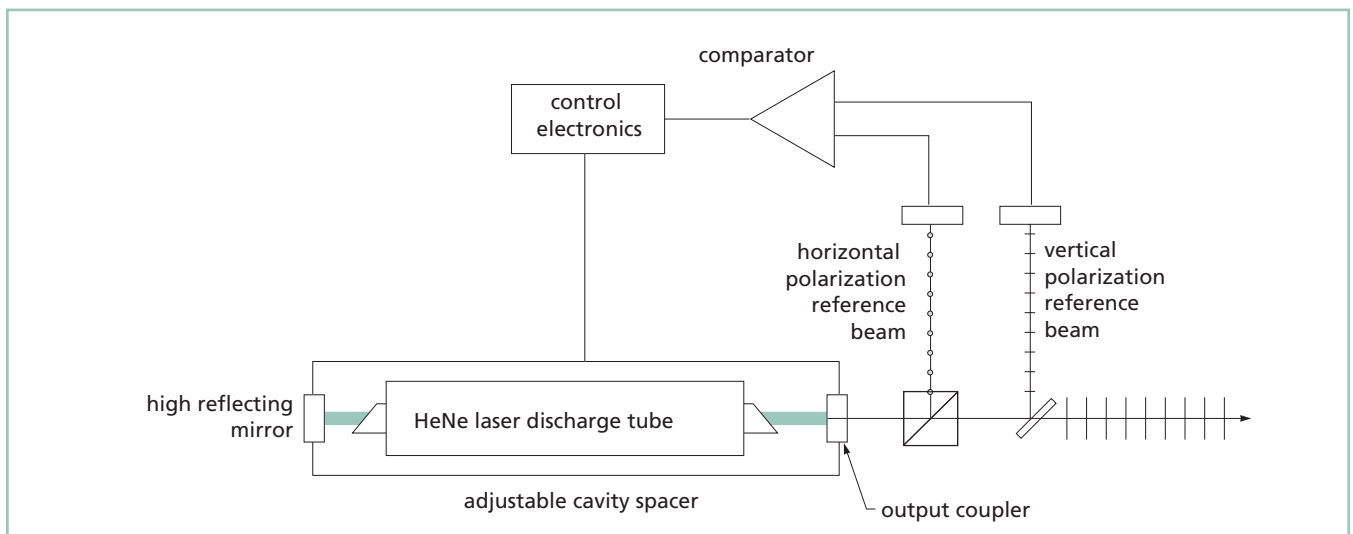 comparator
control
electronics
horizontal
polarization
reference
beam
vertical
polarization
reference
beam
high reflecting
mirror
HeNe laser discharge tube
adjustable cavity spacer
output coupler